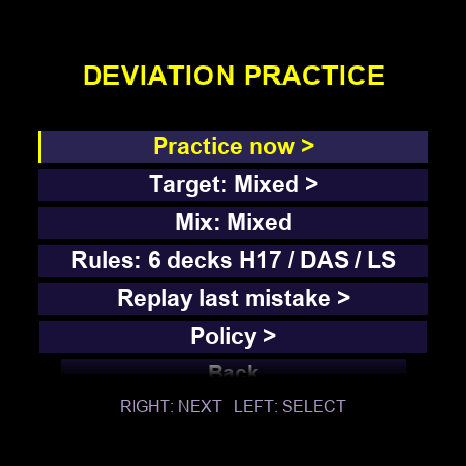 DEVIATION PRACTICE
Practice now >
Target: Mixed >
Mix: Mixed
Rules: 6 decks H17 / DAS / LS
Replay last mistake >
Policy >
Back
RIGHT: NEXT LEFT: SELECT